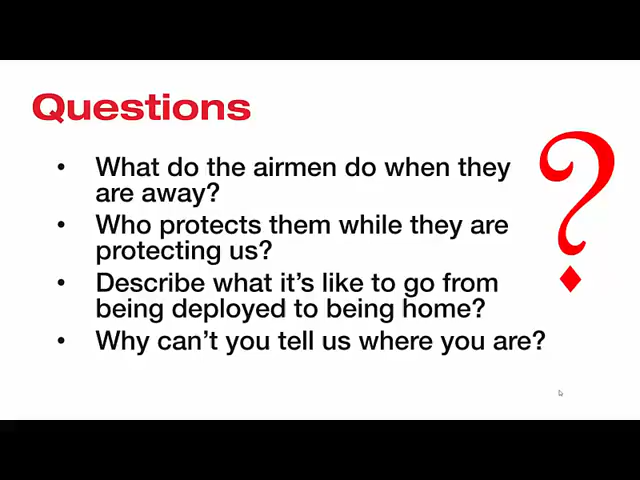 Questions
• What do the airmen do when they
are away?
• Who protects them while they are
protecting us?
• Describe what it’s like to go from
being deployed to being home?
• Why can’t you tell us where you are?
?